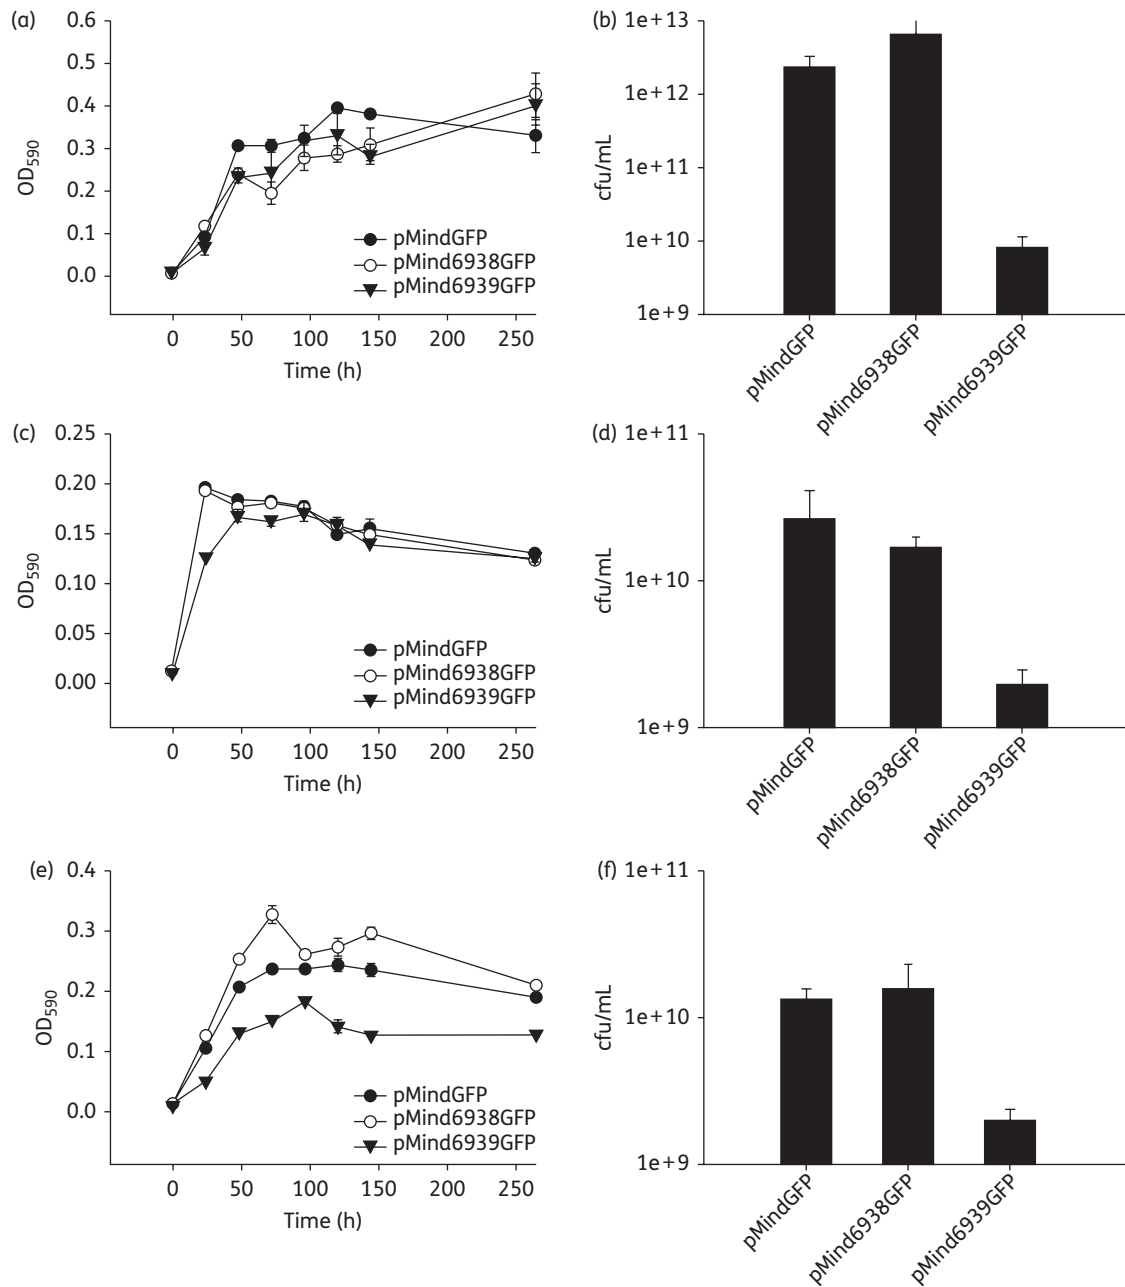 (a)
0.6
0.5
0.4
0.3
0.2
0.1
0.0
OD590
pMindGFP
pMind6938GFP
pMind6939GFP
0 50 100 150 200 250
Time (h)
(b)
1e+13
1e+12
1e+11
1e+10
1e+9
cfu/mL
pMindGFP
pMind6938GFP
pMind6939GFP
(c)
0.25
0.20
0.15
0.10
0.05
0.00
OD590
pMindGFP
pMind6938GFP
pMind6939GFP
0 50 100 150 200 250
Time (h)
(d)
1e+11
1e+10
1e+9
cfu/mL
pMindGFP
pMind6938GFP
pMind6939GFP
(e)
0.4
0.3
0.2
0.1
0.0
OD590
pMindGFP
pMind6938GFP
pMind6939GFP
0 50 100 150 200 250
Time (h)
(f)
1e+11
1e+10
1e+9
cfu/mL
pMindGFP
pMind6938GFP
pMind6939GFP